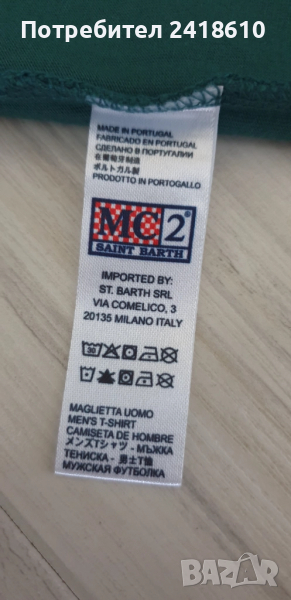 Потребител 2418610
MADE IN PORTUGAL
FABRICADO EN PORTUGAL
СДЕЛАНО В ПОРТУГАЛИИ
在葡萄牙制造
ポルトガル製
PRODOTTO IN PORTOGALLO
MC2®
SAINT BARTH
IMPORTED BY:
ST. BARTH SRL
VIA COMELICO, 3
20135 MILANO ITALY
30
MAGLIETTA UOMO
MEN'S T-SHIRT
CAMISETA DE HOMBRE
メンズTシャツ - МЪЖКА
ТЕНИСКА - 男士T恤
МУЖСКАЯ ФУТБОЛКА
BAZAR